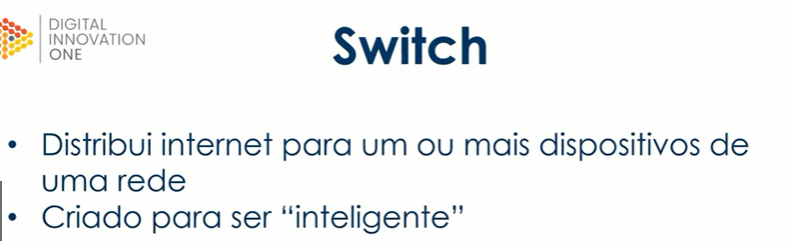 DIGITAL
INNOVATION
ONE
Switch
• Distribui internet para um ou mais dispositivos de
uma rede
• Criado para ser “inteligente”